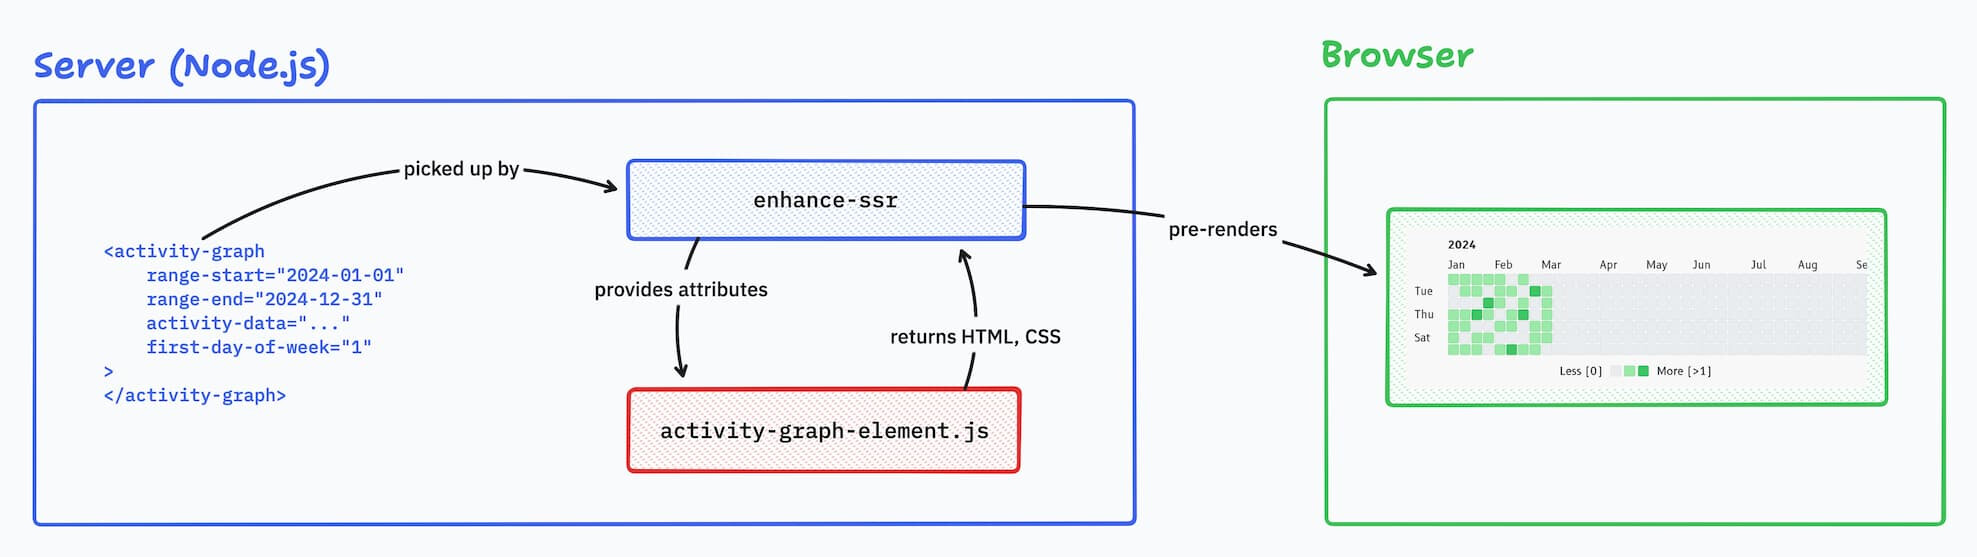 Server (Node.js)
Browser
picked up by
enhance-ssr
<activity-graph
range-start="2024-01-01"
range-end="2024-12-31"
activity-data="..."
first-day-of-week="1"
>
</activity-graph>
provides attributes
returns HTML, CSS
activity-graph-element.js
pre-renders
2024
Jan Feb Mar Apr May Jun Jul Aug Se
Tue
Thu
Sat
Less [0] More [>1]